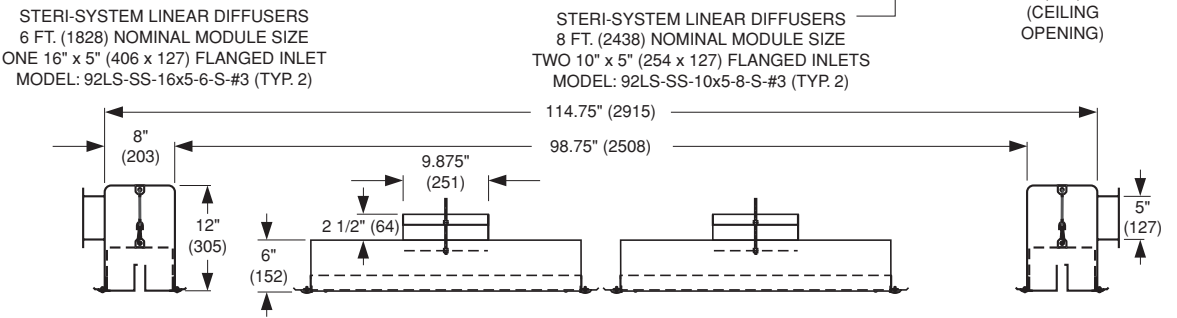 STERI-SYSTEM LINEAR DIFFUSERS
6 FT. (1828) NOMINAL MODULE SIZE
ONE 16" x 5" (406 x 127) FLANGED INLET
MODEL: 92LS-SS-16x5-6-S-#3 (TYP. 2)
STERI-SYSTEM LINEAR DIFFUSERS
8 FT. (2438) NOMINAL MODULE SIZE
TWO 10" x 5" (254 x 127) FLANGED INLETS
MODEL: 92LS-SS-10x5-8-S-#3 (TYP. 2)
(CEILING
OPENING)
114.75" (2915)
98.75" (2508)
8"
(203)
9.875"
(251)
2 1/2" (64)
12"
(305)
6"
(152)
5"
(127)